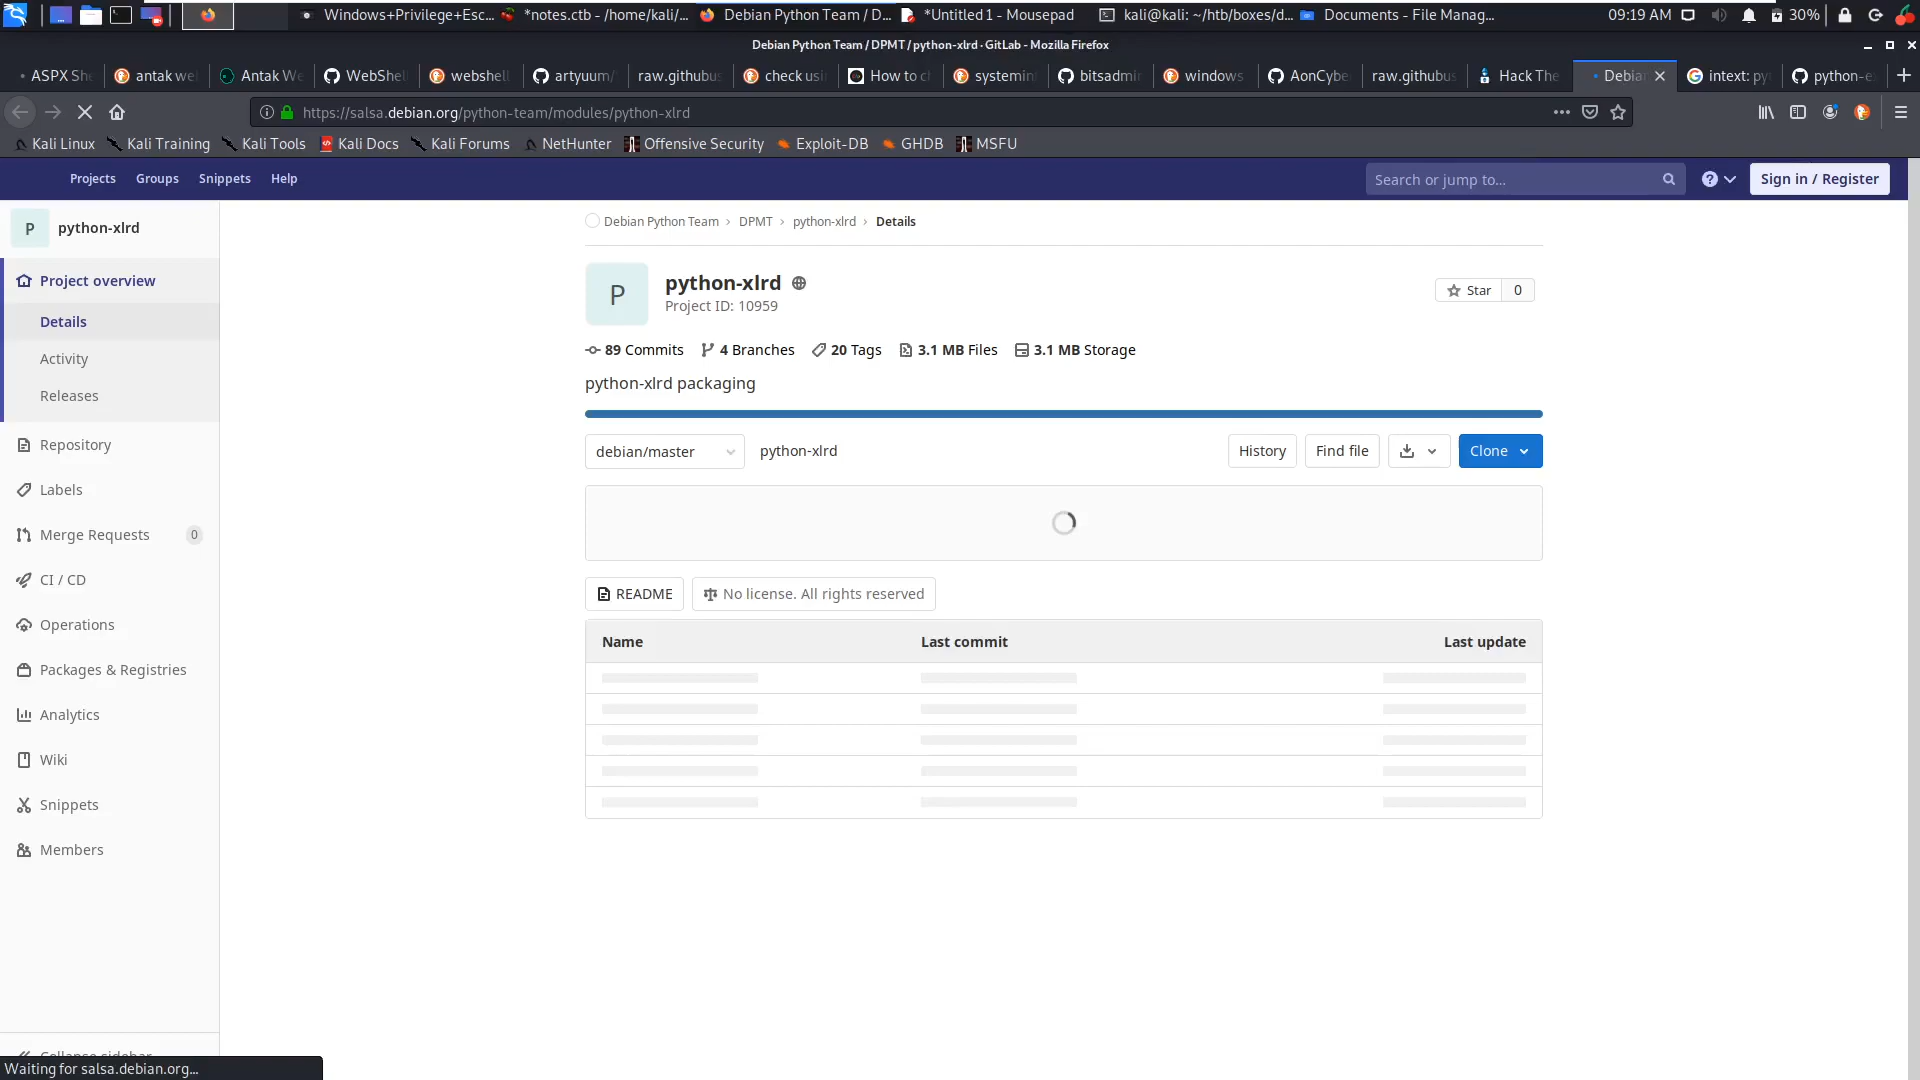 Windows+Privilege+Esc... *notes.ctb - /home/kali/... Debian Python Team / D... *Untitled 1 - Mousepad kali@kali: ~/htb/boxes/d... Documents - File Manag... 09:19 AM 30%
Debian Python Team / DPMT / python-xlrd · GitLab - Mozilla Firefox
ASPX She antak we Antak We WebShel webshell artyuum/ raw.githubus check usi How to ch systemin bitsadmi windows AonCybe raw.githubus Hack The Debian intext: py python-e
https://salsa.debian.org/python-team/modules/python-xlrd
Kali Linux Kali Training Kali Tools Kali Docs Kali Forums NetHunter Offensive Security Exploit-DB GHDB MSFU
Projects Groups Snippets Help Search or jump to... Sign in / Register
P python-xlrd
Project overview
Details
Activity
Releases
Repository
Labels
Merge Requests 0
CI / CD
Operations
Packages & Registries
Analytics
Wiki
Snippets
Members
Collapse sidebar
Waiting for salsa.debian.org...
Debian Python Team › DPMT › python-xlrd › Details
P
python-xlrd
Project ID: 10959
Star 0
89 Commits 4 Branches 20 Tags 3.1 MB Files 3.1 MB Storage
python-xlrd packaging
debian/master python-xlrd History Find file Clone
README No license. All rights reserved
Name Last commit Last update